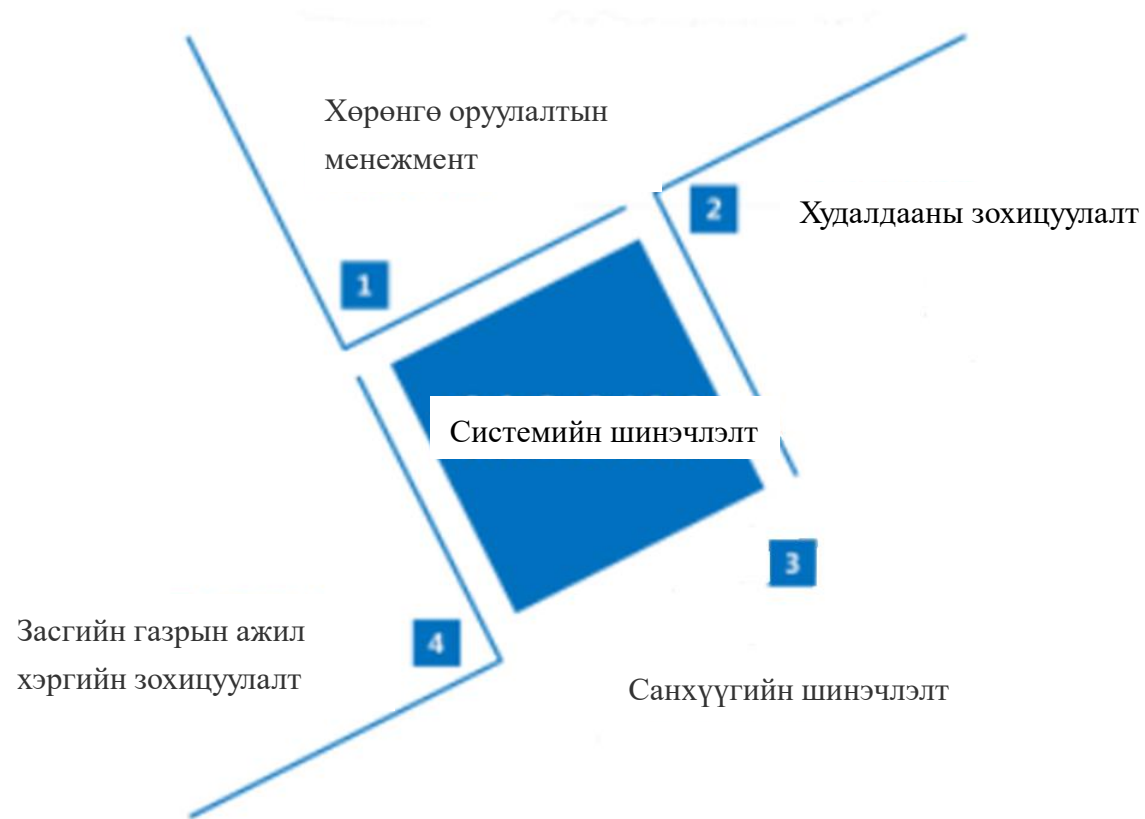 Хөрөнгө оруулалтын
менежмент
1
2
Худалдааны зохицуулалт
Системийн шинэчлэлт
3
Засгийн газрын ажил
хэргийн зохицуулалт
4
Санхүүгийн шинэчлэлт